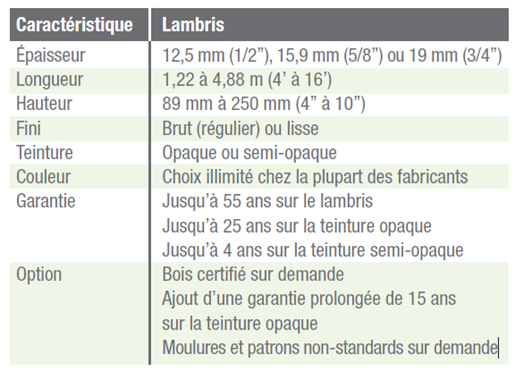 Caractéristique Lambris
Épaisseur 12,5 mm (1/2”), 15,9 mm (5/8”) ou 19 mm (3/4”)
Longueur 1,22 à 4,88 m (4’ à 16’)
Hauteur 89 mm à 250 mm (4” à 10”)
Fini Brut (régulier) ou lisse
Teinture Opaque ou semi-opaque
Couleur Choix illimité chez la plupart des fabricants
Garantie Jusqu’à 55 ans sur le lambris
Jusqu’à 25 ans sur la teinture opaque
Jusqu’à 4 ans sur la teinture semi-opaque
Option Bois certifié sur demande
Ajout d’une garantie prolongée de 15 ans
sur la teinture opaque
Moulures et patrons non-standards sur demande